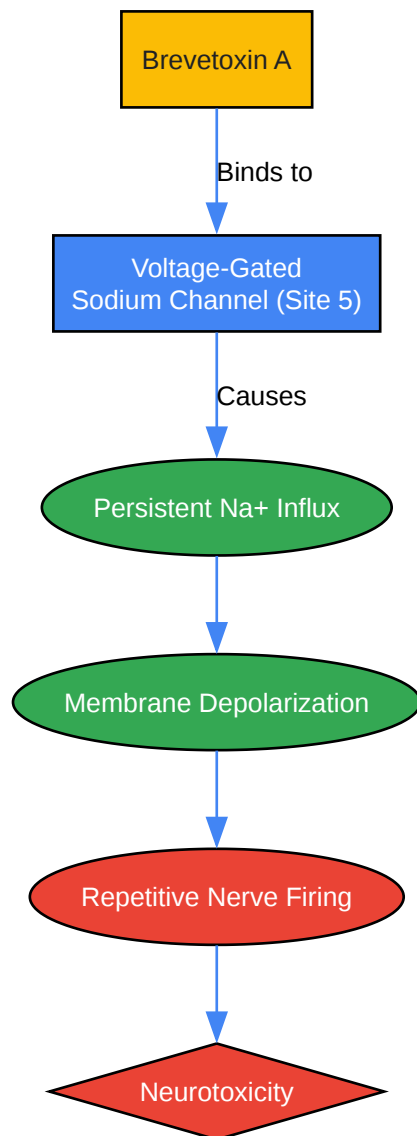 Brevetoxin A
Binds to
Voltage-Gated
Sodium Channel (Site 5)
Causes
Persistent Na+ Influx
Membrane Depolarization
Repetitive Nerve Firing
Neurotoxicity